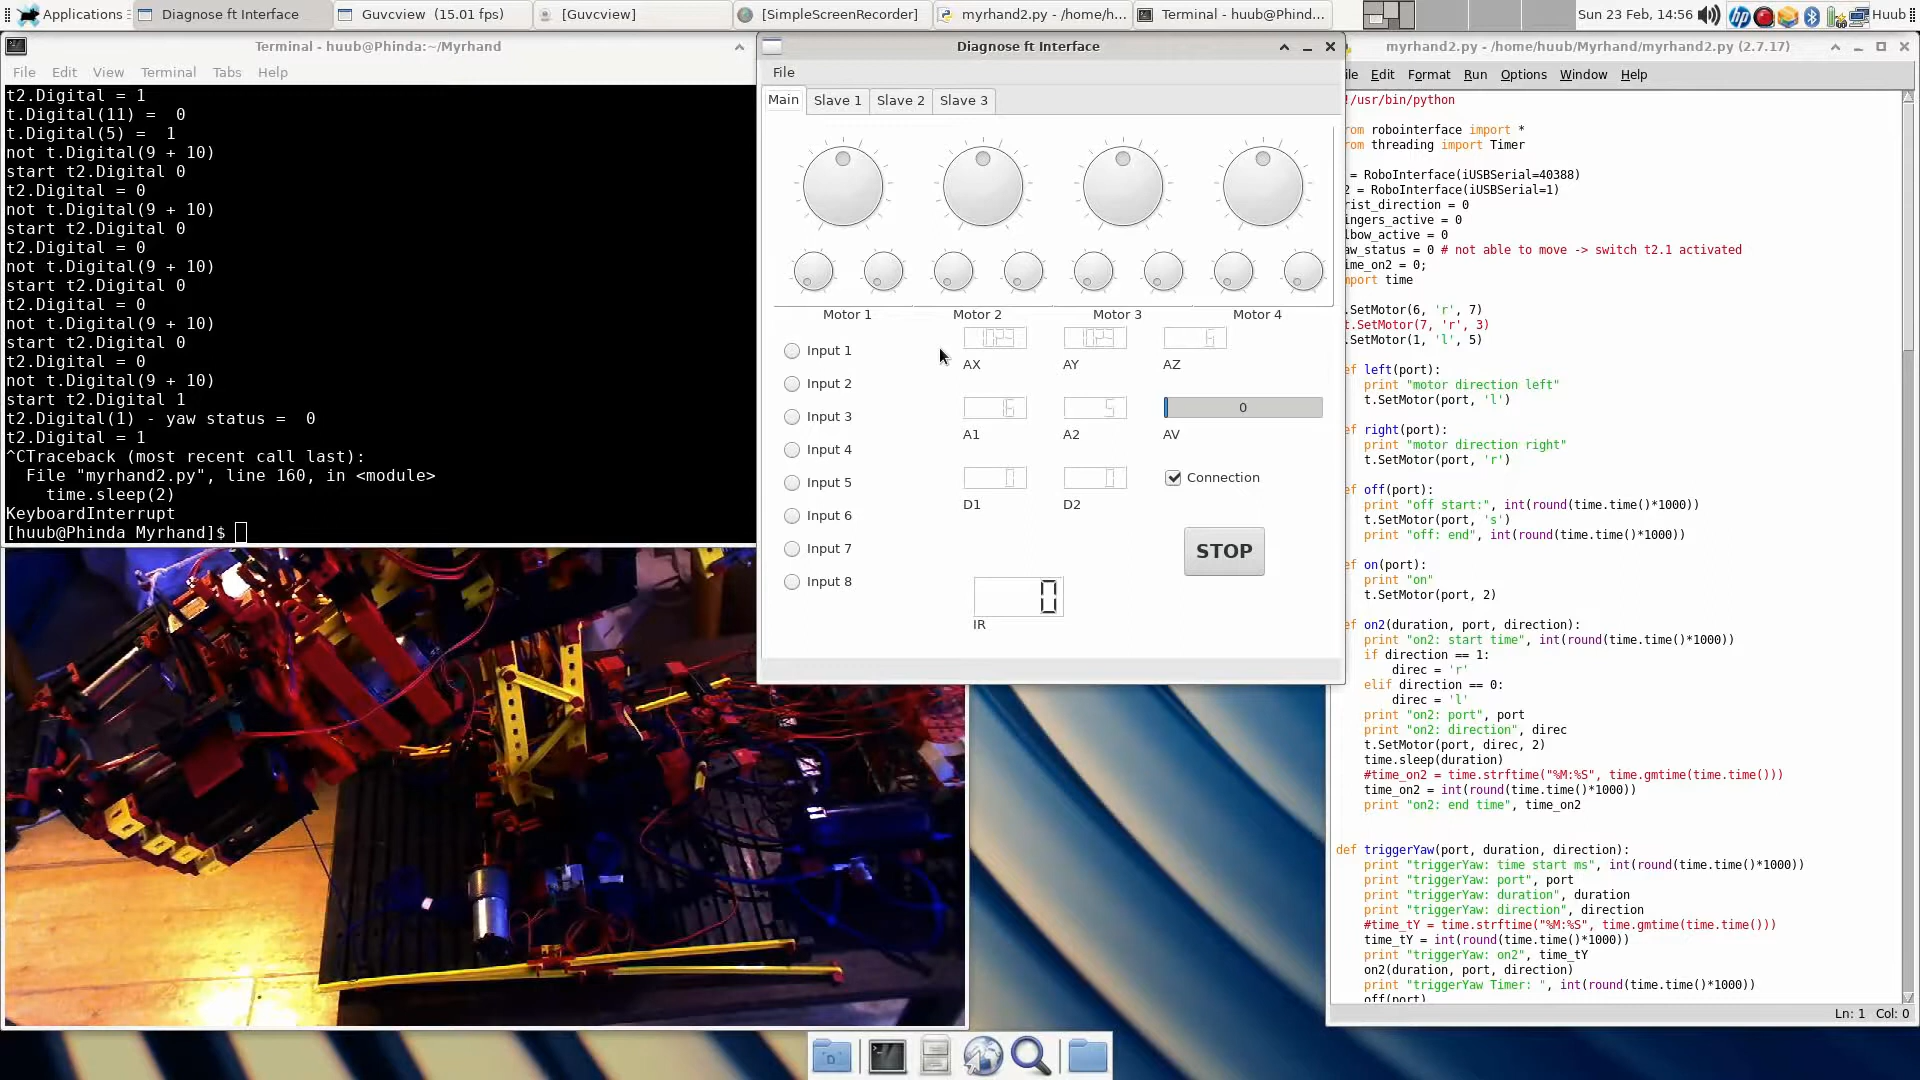 Applications
Diagnose ft Interface
Guvcview (15.01 fps)
[Guvcview]
[SimpleScreenRecorder]
myrhand2.py - /home/h...
Terminal - huub@Phind...
Sun 23 Feb, 14:56
Huub
Terminal - huub@Phinda:~/Myrhand
File Edit View Terminal Tabs Help
t2.Digital = 1
t.Digital(11) =  0
t.Digital(5) =  1
not t.Digital(9 + 10)
start t2.Digital 0
t2.Digital = 0
not t.Digital(9 + 10)
start t2.Digital 0
t2.Digital = 0
not t.Digital(9 + 10)
start t2.Digital 0
t2.Digital = 0
not t.Digital(9 + 10)
start t2.Digital 0
t2.Digital = 0
not t.Digital(9 + 10)
start t2.Digital 1
t2.Digital(1) - yaw status =  0
t2.Digital = 1
^CTraceback (most recent call last):
  File "myrhand2.py", line 160, in <module>
    time.sleep(2)
KeyboardInterrupt
[huub@Phinda Myrhand]$
Diagnose ft Interface
File
Main Slave 1 Slave 2 Slave 3
Motor 1 Motor 2 Motor 3 Motor 4
Input 1
Input 2
Input 3
Input 4
Input 5
Input 6
Input 7
Input 8
AX AY AZ
0
A1 A2 AV
Connection
D1 D2
STOP
0
IR
myrhand2.py - /home/huub/Myrhand/myrhand2.py (2.7.17)
ile Edit Format Run Options Window Help
!/usr/bin/python
om robointerface import *
om threading import Timer
= RoboInterface(iUSBSerial=40388)
2 = RoboInterface(iUSBSerial=1)
rist_direction = 0
ingers_active = 0
lbow_active = 0
aw_status = 0 # not able to move -> switch t2.1 activated
ime_on2 = 0;
mport time
.SetMotor(6, 'r', 7)
t.SetMotor(7, 'r', 3)
.SetMotor(1, 'l', 5)
ef left(port):
    print "motor direction left"
    t.SetMotor(port, 'l')
ef right(port):
    print "motor direction right"
    t.SetMotor(port, 'r')
ef off(port):
    print "off start:", int(round(time.time()*1000))
    t.SetMotor(port, 's')
    print "off: end", int(round(time.time()*1000))
ef on(port):
    print "on"
    t.SetMotor(port, 2)
ef on2(duration, port, direction):
    print "on2: start time", int(round(time.time()*1000))
    if direction == 1:
        direc = 'r'
    elif direction == 0:
        direc = 'l'
    print "on2: port", port
    print "on2: direction", direc
    t.SetMotor(port, direc, 2)
    time.sleep(duration)
    #time_on2 = time.strftime("%M:%S", time.gmtime(time.time()))
    time_on2 = int(round(time.time()*1000))
    print "on2: end time", time_on2
def triggerYaw(port, duration, direction):
    print "triggerYaw: time start ms", int(round(time.time()*1000))
    print "triggerYaw: port", port
    print "triggerYaw: duration", duration
    print "triggerYaw: direction", direction
    #time_tY = time.strftime("%M:%S", time.gmtime(time.time()))
    time_tY = int(round(time.time()*1000))
    print "triggerYaw: on2", time_tY
    on2(duration, port, direction)
    print "triggerYaw Timer: ", int(round(time.time()*1000))
    off(port)
Ln: 1 Col: 0